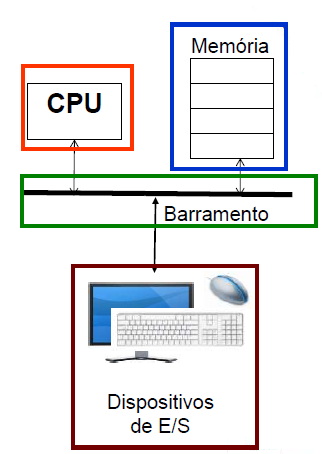 Memória
CPU
Barramento
Dispositivos
de E/S